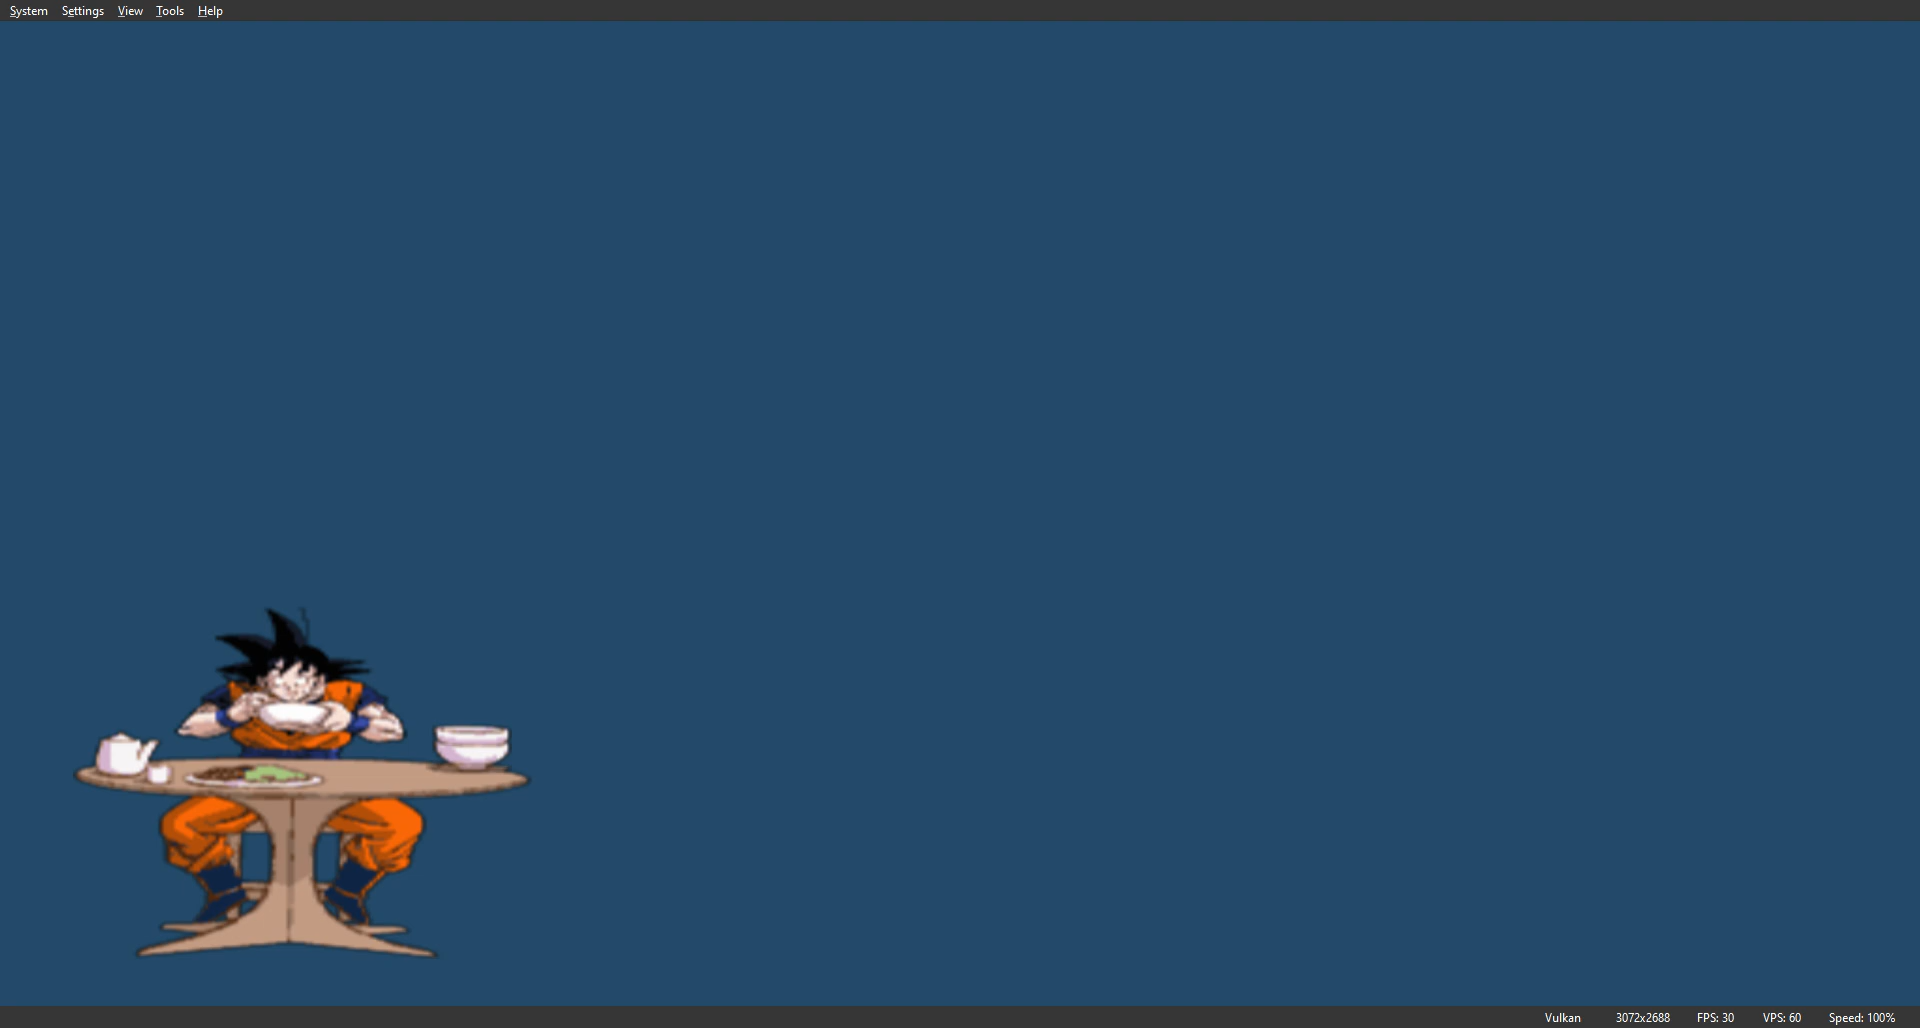 System Settings View Tools Help
Vulkan 3072x2688 FPS: 30 VPS: 60 Speed: 100%